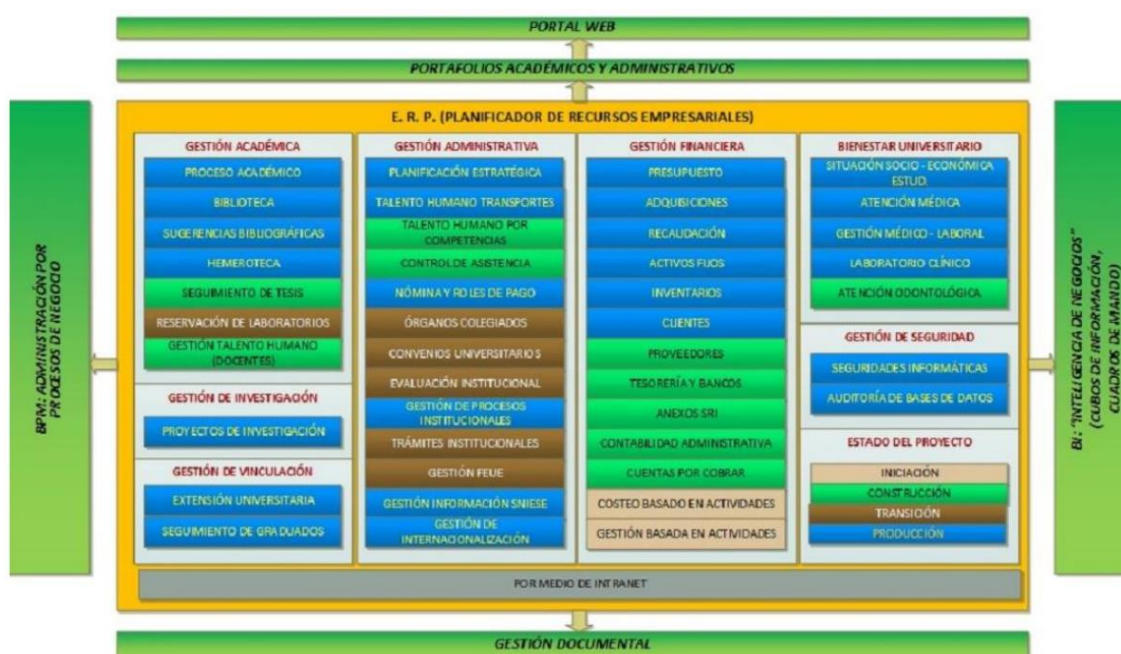 PORTAL WEB
PORTAFOLIOS ACADÉMICOS Y ADMINISTRATIVOS
BPM: ADMINISTRACIÓN POR
PROCESOS DE NEGOCIO
E. R. P. (PLANIFICADOR DE RECURSOS EMPRESARIALES)
GESTIÓN ACADÉMICA
PROCESO ACADÉMICO
BIBLIOTECA
SUGERENCIAS BIBLIOGRÁFICAS
HEMEROTECA
SEGUIMIENTO DE TESIS
RESERVACIÓN DE LABORATORIOS
GESTIÓN TALENTO HUMANO
(DOCENTES)
GESTIÓN DE INVESTIGACIÓN
PROYECTOS DE INVESTIGACIÓN
GESTIÓN DE VINCULACIÓN
EXTENSIÓN UNIVERSITARIA
SEGUIMIENTO DE GRADUADOS
GESTIÓN ADMINISTRATIVA
PLANIFICACIÓN ESTRATÉGICA
TALENTO HUMANO TRANSPORTES
TALENTO HUMANO POR
COMPETENCIAS
CONTROL DE ASISTENCIA
NÓMINA Y ROLES DE PAGO
ÓRGANOS COLEGIADOS
CONVENIOS UNIVERSITARIOS
EVALUACIÓN INSTITUCIONAL
GESTIÓN DE PROCESOS
INSTITUCIONALES
TRÁMITES INSTITUCIONALES
GESTIÓN FEUE
GESTIÓN INFORMACIÓN SNIESE
GESTIÓN DE
INTERNACIONALIZACIÓN
GESTIÓN FINANCIERA
PRESUPUESTO
ADQUISICIONES
RECAUDACIÓN
ACTIVOS FIJOS
INVENTARIOS
CLIENTES
PROVEEDORES
TESORERÍA Y BANCOS
ANEXOS SRI
CONTABILIDAD ADMINISTRATIVA
CUENTAS POR COBRAR
COSTEO BASADO EN ACTIVIDADES
GESTIÓN BASADA EN ACTIVIDADES
BIENESTAR UNIVERSITARIO
SITUACIÓN SOCIO - ECONÓMICA
ESTUD.
ATENCIÓN MÉDICA
GESTIÓN MÉDICO - LABORAL
LABORATORIO CLÍNICO
ATENCIÓN ODONTOLÓGICA
GESTIÓN DE SEGURIDAD
SEGURIDADES INFORMÁTICAS
AUDITORÍA DE BASES DE DATOS
ESTADO DEL PROYECTO
INICIACIÓN
CONSTRUCCIÓN
TRANSICIÓN
PRODUCCIÓN
POR MEDIO DE INTRANET
BI: "INTELIGENCIA DE NEGOCIOS"
(CUBOS DE INFORMACIÓN,
CUADROS DE MANDO)
GESTIÓN DOCUMENTAL